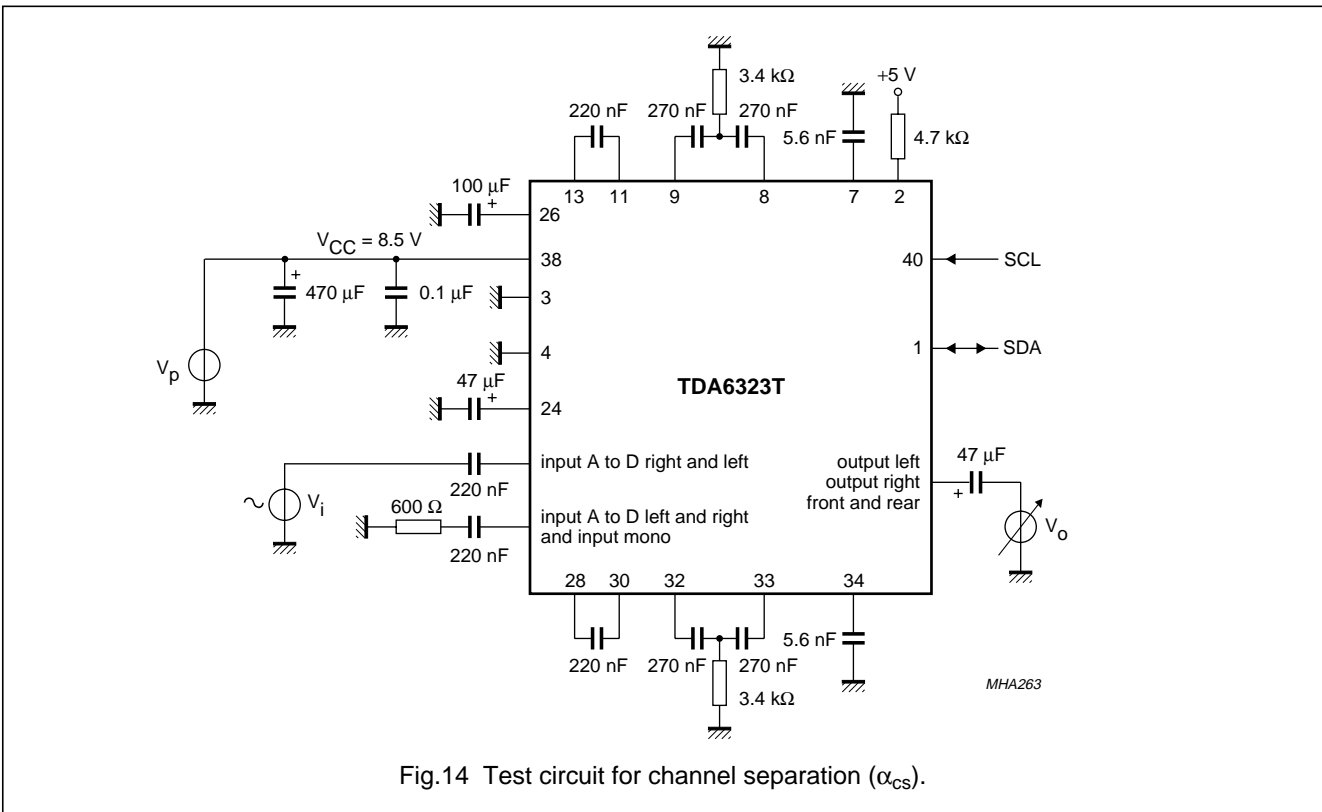 3.4 kΩ
+5 V
220 nF
270 nF
270 nF
5.6 nF
4.7 kΩ
13
11
9
8
7
2
100 μF
+
26
VCC = 8.5 V
38
40
SCL
+
470 μF
0.1 μF
3
4
1
SDA
Vp
TDA6323T
47 μF
+
24
input A to D right and left
220 nF
Vi
600 Ω
input A to D left and right
and input mono
220 nF
output left
output right
front and rear
47 μF
+
Vo
28
30
32
33
34
220 nF
270 nF
270 nF
5.6 nF
3.4 kΩ
MHA263
Fig.14 Test circuit for channel separation (αcs).